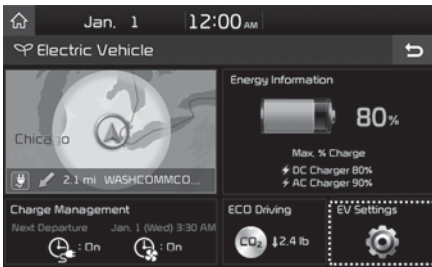 Jan. 1 12:00 AM
Electric Vehicle
Chicago
2.1 mi WASHCOMMCO...
Energy Information
80%
Max. % Charge
DC Charger 80%
AC Charger 90%
Charge Management
Next Departure Jan. 1 (Wed) 3:30 AM
: On : On
ECO Driving
CO2 2.4 lb
EV Settings